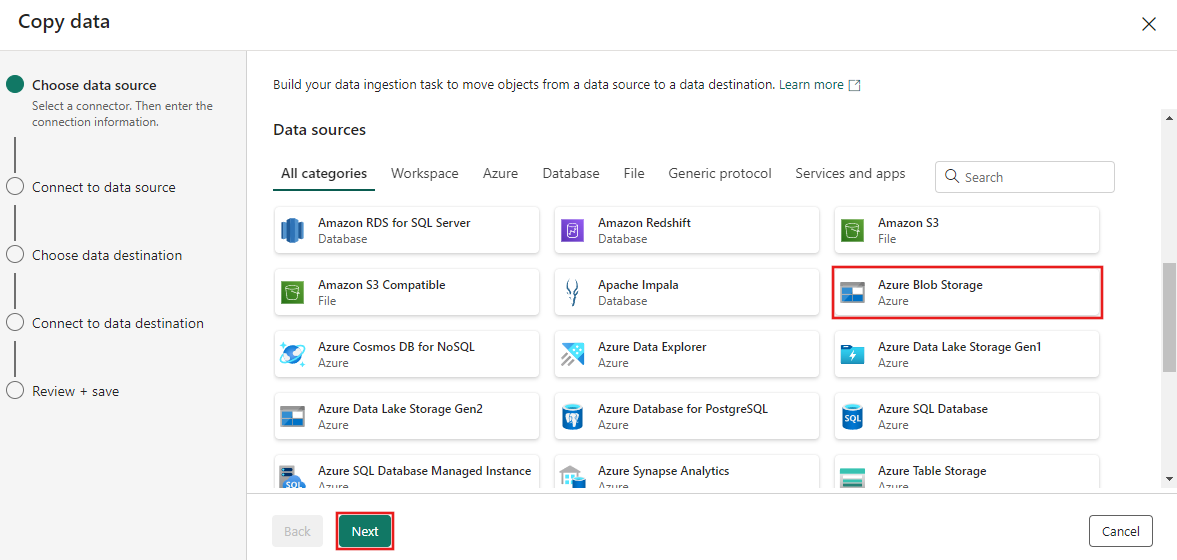 Copy data
Choose data source
Select a connector. Then enter the
connection information.
Connect to data source
Choose data destination
Connect to data destination
Review + save
Build your data ingestion task to move objects from a data source to a data destination. Learn more
Data sources
All categories Workspace Azure Database File Generic protocol Services and apps Search
Amazon RDS for SQL Server
Database
Amazon Redshift
Database
Amazon S3
File
Amazon S3 Compatible
File
Apache Impala
Database
Azure Blob Storage
Azure
Azure Cosmos DB for NoSQL
Azure
Azure Data Explorer
Azure
Azure Data Lake Storage Gen1
Azure
Azure Data Lake Storage Gen2
Azure
Azure Database for PostgreSQL
Azure
SQL
Azure SQL Database
Azure
SQL
Azure SQL Database Managed Instance
Azure
Azure Synapse Analytics
Azure
Azure Table Storage
Azure
Back Next Cancel